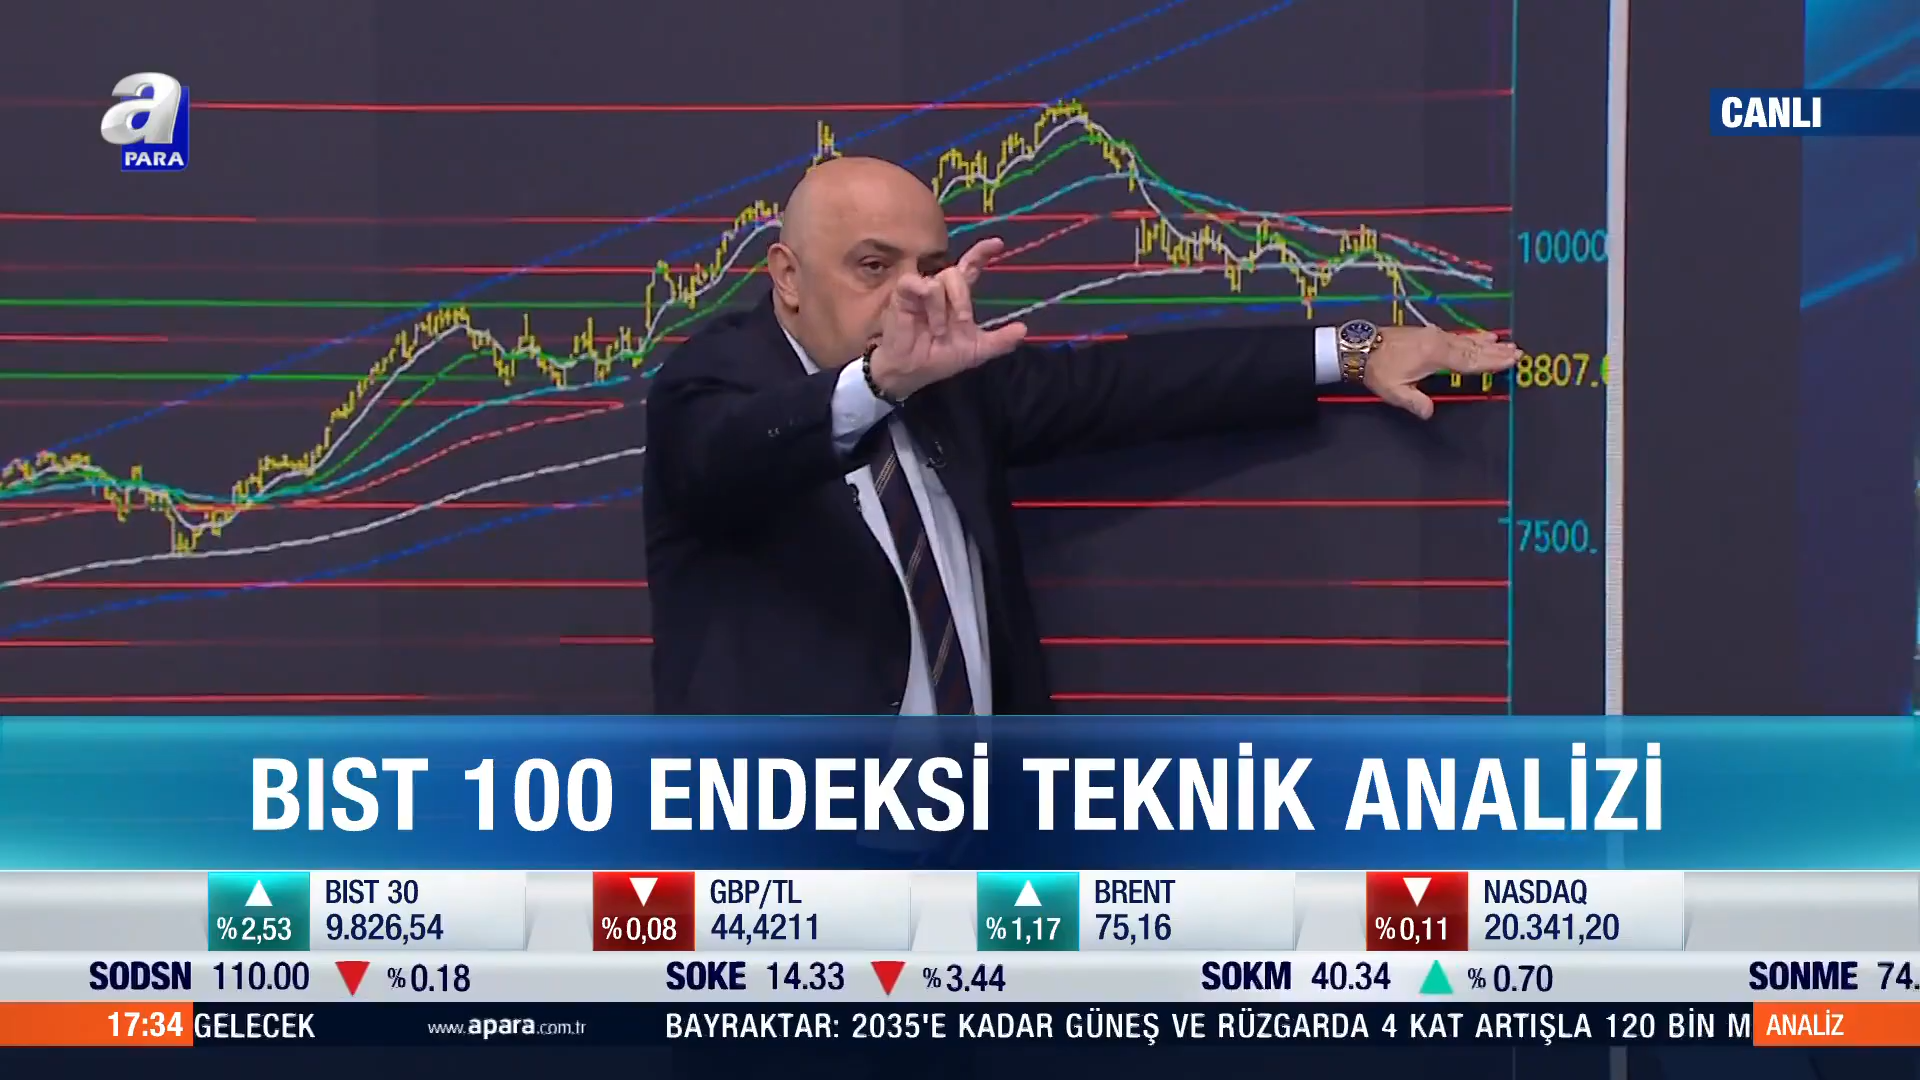 a
PARA
CANLI
10000
8807.
7500.
BIST 100 ENDEKSİ TEKNİK ANALİZİ
%2,53 BIST 30 9.826,54
%0,08 GBP/TL 44,4211
%1,17 BRENT 75,16
%0,11 NASDAQ 20.341,20
SODSN 110.00 %0.18 SOKE 14.33 %3.44 SOKM 40.34 %0.70 SONME 74.
17:34 GELECEK www.apara.com.tr BAYRAKTAR: 2035'E KADAR GÜNEŞ VE RÜZGARDA 4 KAT ARTIŞLA 120 BİN M ANALİZ